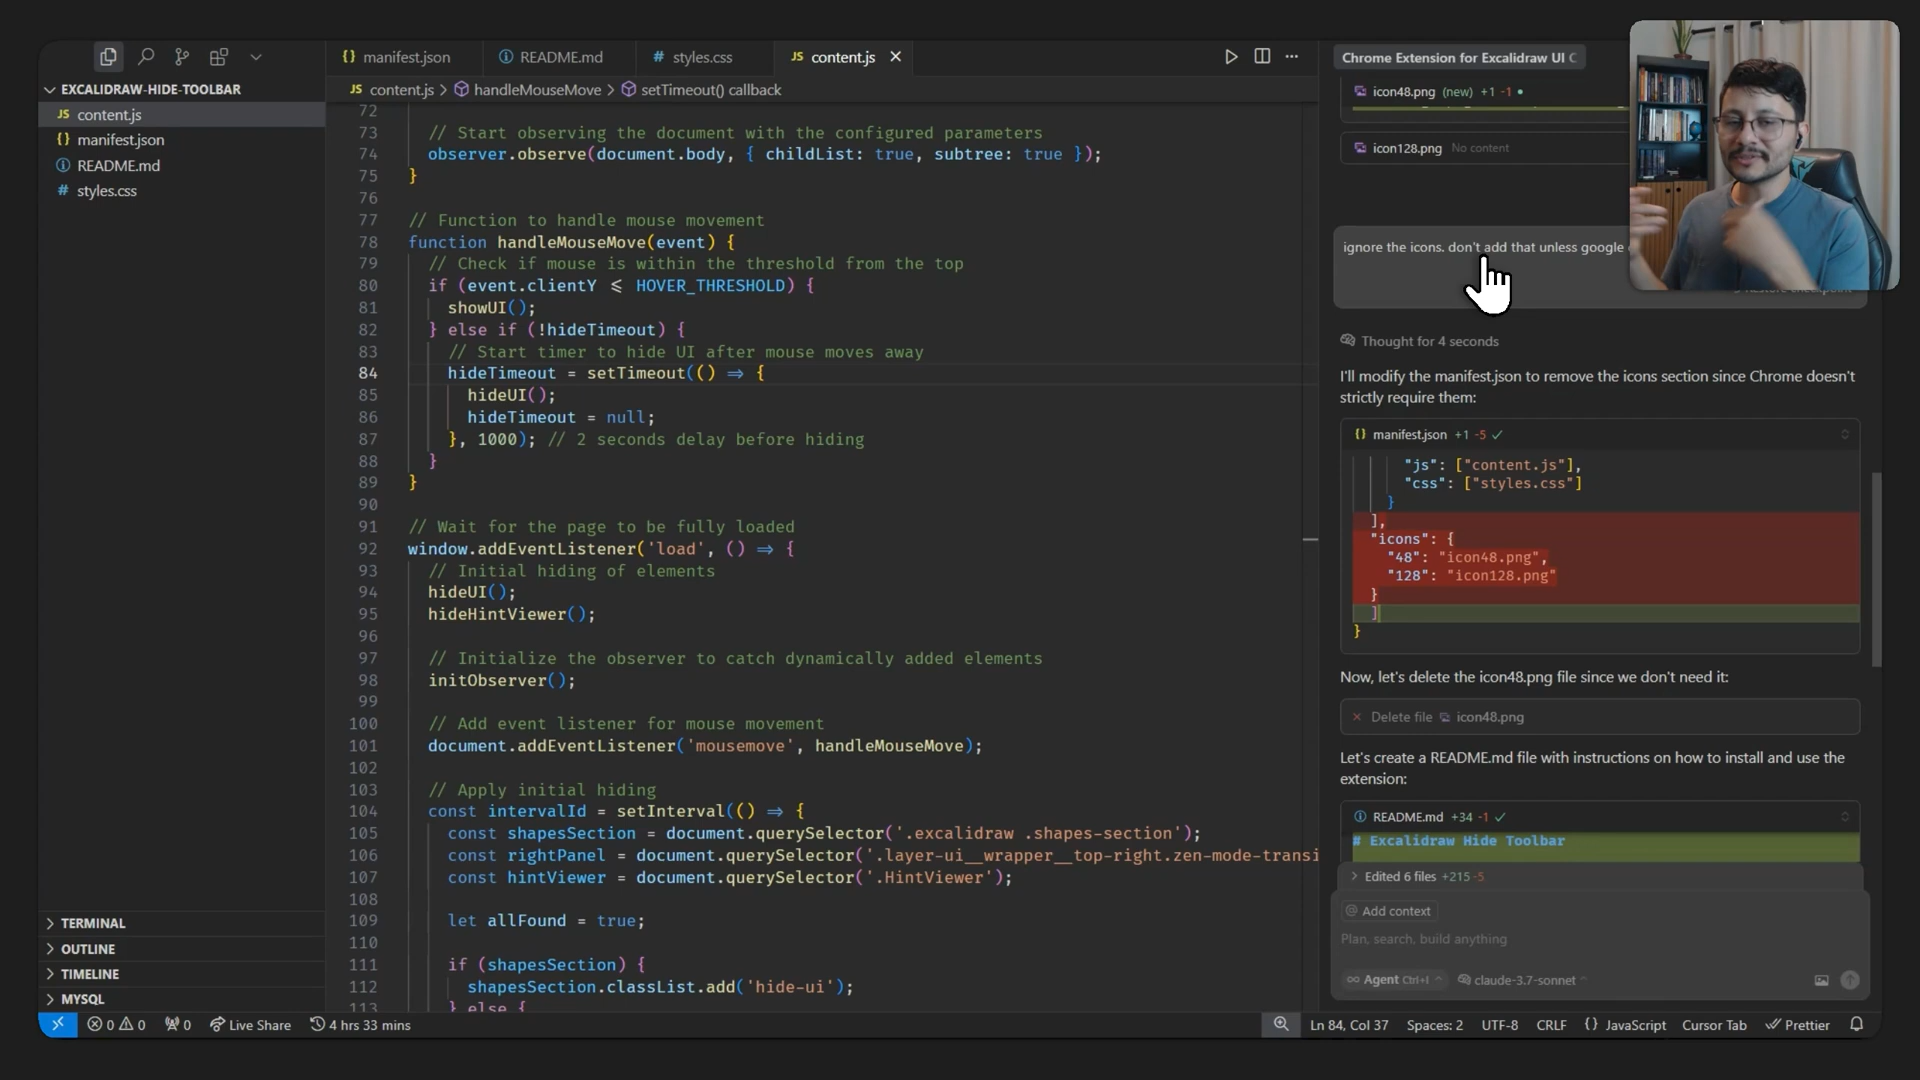 manifest.json
README.md
styles.css
content.js
Chrome Extension for Excalidraw UI C
EXCALIDRAW-HIDE-TOOLBAR
content.js
manifest.json
README.md
styles.css
content.js > handleMouseMove > setTimeout() callback
72
73 // Start observing the document with the configured parameters
74 observer.observe(document.body, { childList: true, subtree: true });
75 }
76
77 // Function to handle mouse movement
78 function handleMouseMove(event) {
79 // Check if mouse is within the threshold from the top
80 if (event.clientY <= HOVER_THRESHOLD) {
81 showUI();
82 } else if (!hideTimeout) {
83 // Start timer to hide UI after mouse moves away
84 hideTimeout = setTimeout(() => {
85 hideUI();
86 hideTimeout = null;
87 }, 1000); // 2 seconds delay before hiding
88 }
89 }
90
91 // Wait for the page to be fully loaded
92 window.addEventListener('load', () => {
93 // Initial hiding of elements
94 hideUI();
95 hideHintViewer();
96
97 // Initialize the observer to catch dynamically added elements
98 initObserver();
99
100 // Add event listener for mouse movement
101 document.addEventListener('mousemove', handleMouseMove);
102
103 // Apply initial hiding
104 const intervalId = setInterval(() => {
105 const shapesSection = document.querySelector('.excalidraw .shapes-section');
106 const rightPanel = document.querySelector('.layer-ui__wrapper__top-right.zen-mode-transi
107 const hintViewer = document.querySelector('.HintViewer');
108
109 let allFound = true;
110
111 if (shapesSection) {
112 shapesSection.classList.add('hide-ui');
113 } else {
icon48.png (new) +1 -1
icon128.png No content
ignore the icons. don't add that unless google
Thought for 4 seconds
I'll modify the manifest.json to remove the icons section since Chrome doesn't
strictly require them:
manifest.json +1 -5
"js": ["content.js"],
"css": ["styles.css"]
}
],
"icons": {
"48": "icon48.png",
"128": "icon128.png"
}
]
}
Now, let's delete the icon48.png file since we don't need it:
Delete file icon48.png
Let's create a README.md file with instructions on how to install and use the
extension:
README.md +34 -1
# Excalidraw Hide Toolbar
Edited 6 files +215 -5
@ Add context
Plan, search, build anything
Agent Ctrl+I
claude-3.7-sonnet
TERMINAL
OUTLINE
TIMELINE
MYSQL
0 0 0 Live Share 4 hrs 33 mins
Ln 84, Col 37 Spaces: 2 UTF-8 CRLF {} JavaScript Cursor Tab Prettier